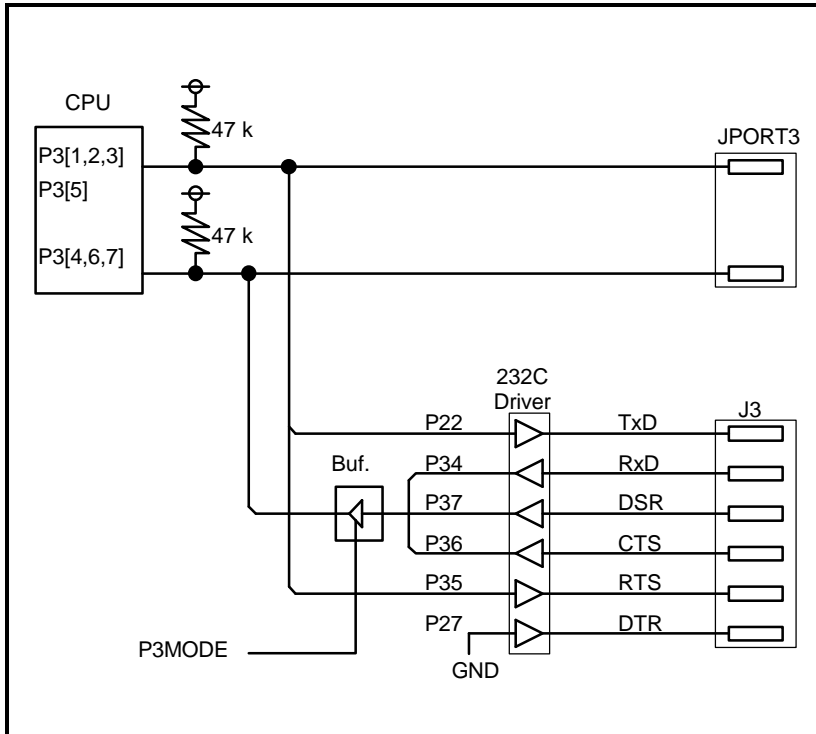 CPU
47 k
JPORT3
P3[1,2,3]
P3[5]
47 k
P3[4,6,7]
232C
Driver
J3
P22
TxD
Buf.
P34
RxD
P37
DSR
P36
CTS
P35
RTS
P27
DTR
P3MODE
GND